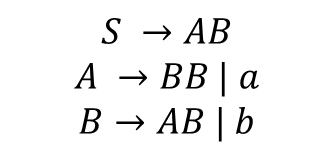 S → AB
A → BB | a
B → AB | b